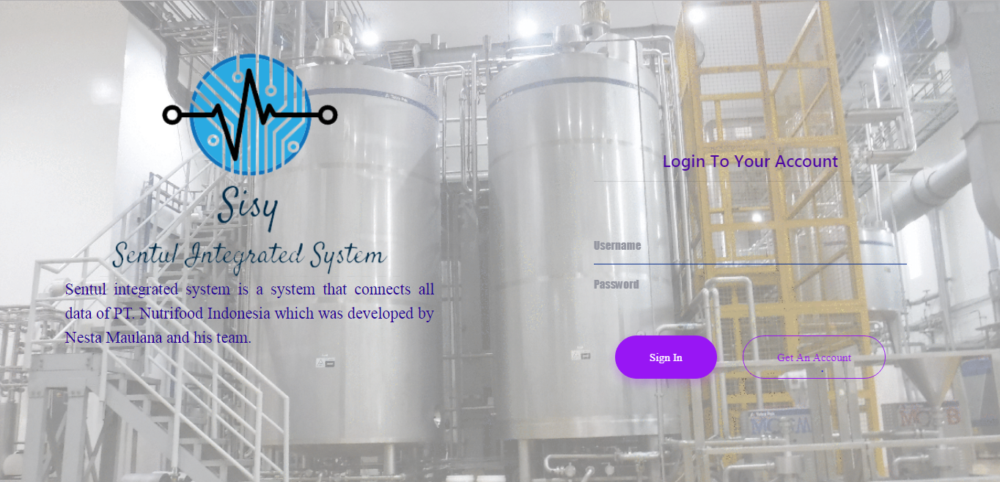 Sisy
Sentul Integrated System
Sentul integrated system is a system that connects all
data of PT. Nutrifood Indonesia which was developed by
Nesta Maulana and his team.
Login To Your Account
Username
Password
Sign In
Get An Account